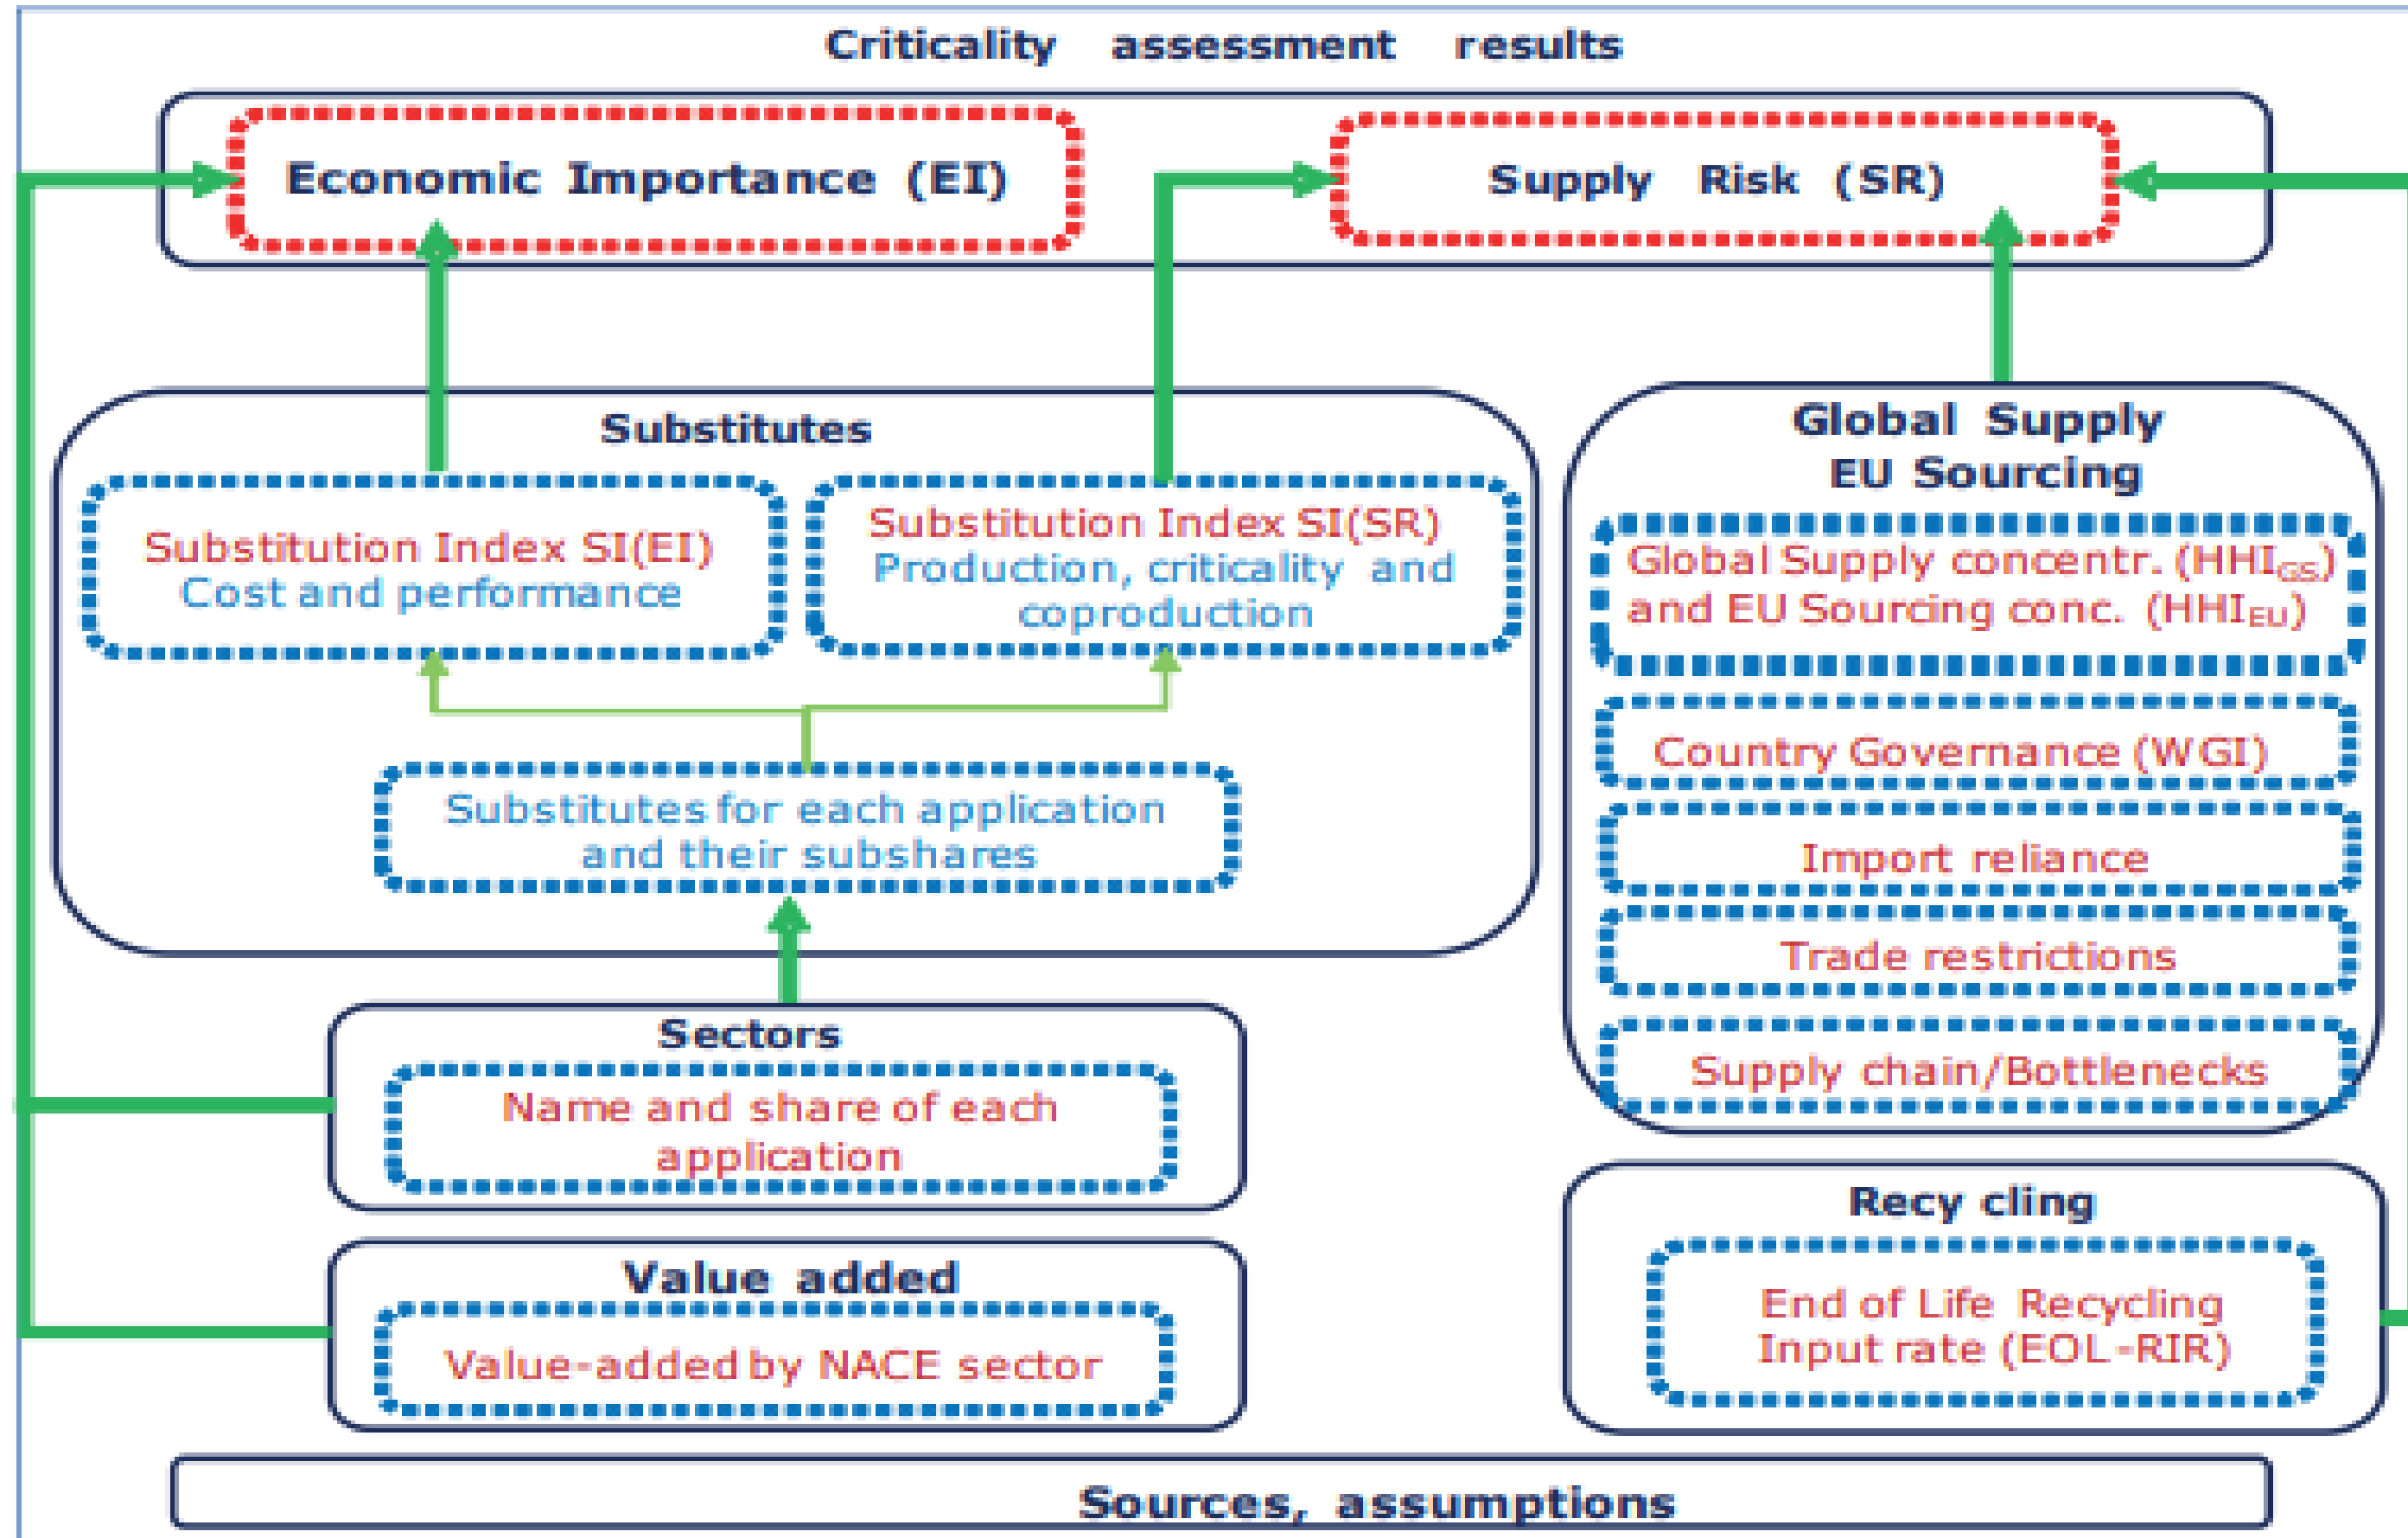 Criticality assessment results
Economic Importance (EI)
Supply Risk (SR)
Substitutes
Substitution Index SI(EI)
Cost and performance
Substitution Index SI(SR)
Production, criticality and
coproduction
Substitutes for each application
and their subshares
Sectors
Name and share of each
application
Value added
Value-added by NACE sector
Global Supply
EU Sourcing
Global Supply concentr. (HHIGS)
and EU Sourcing conc. (HHIEU)
Country Governance (WGI)
Import reliance
Trade restrictions
Supply chain/Bottlenecks
Recy cling
End of Life Recycling
Input rate (EOL-RIR)
Sources, assumptions